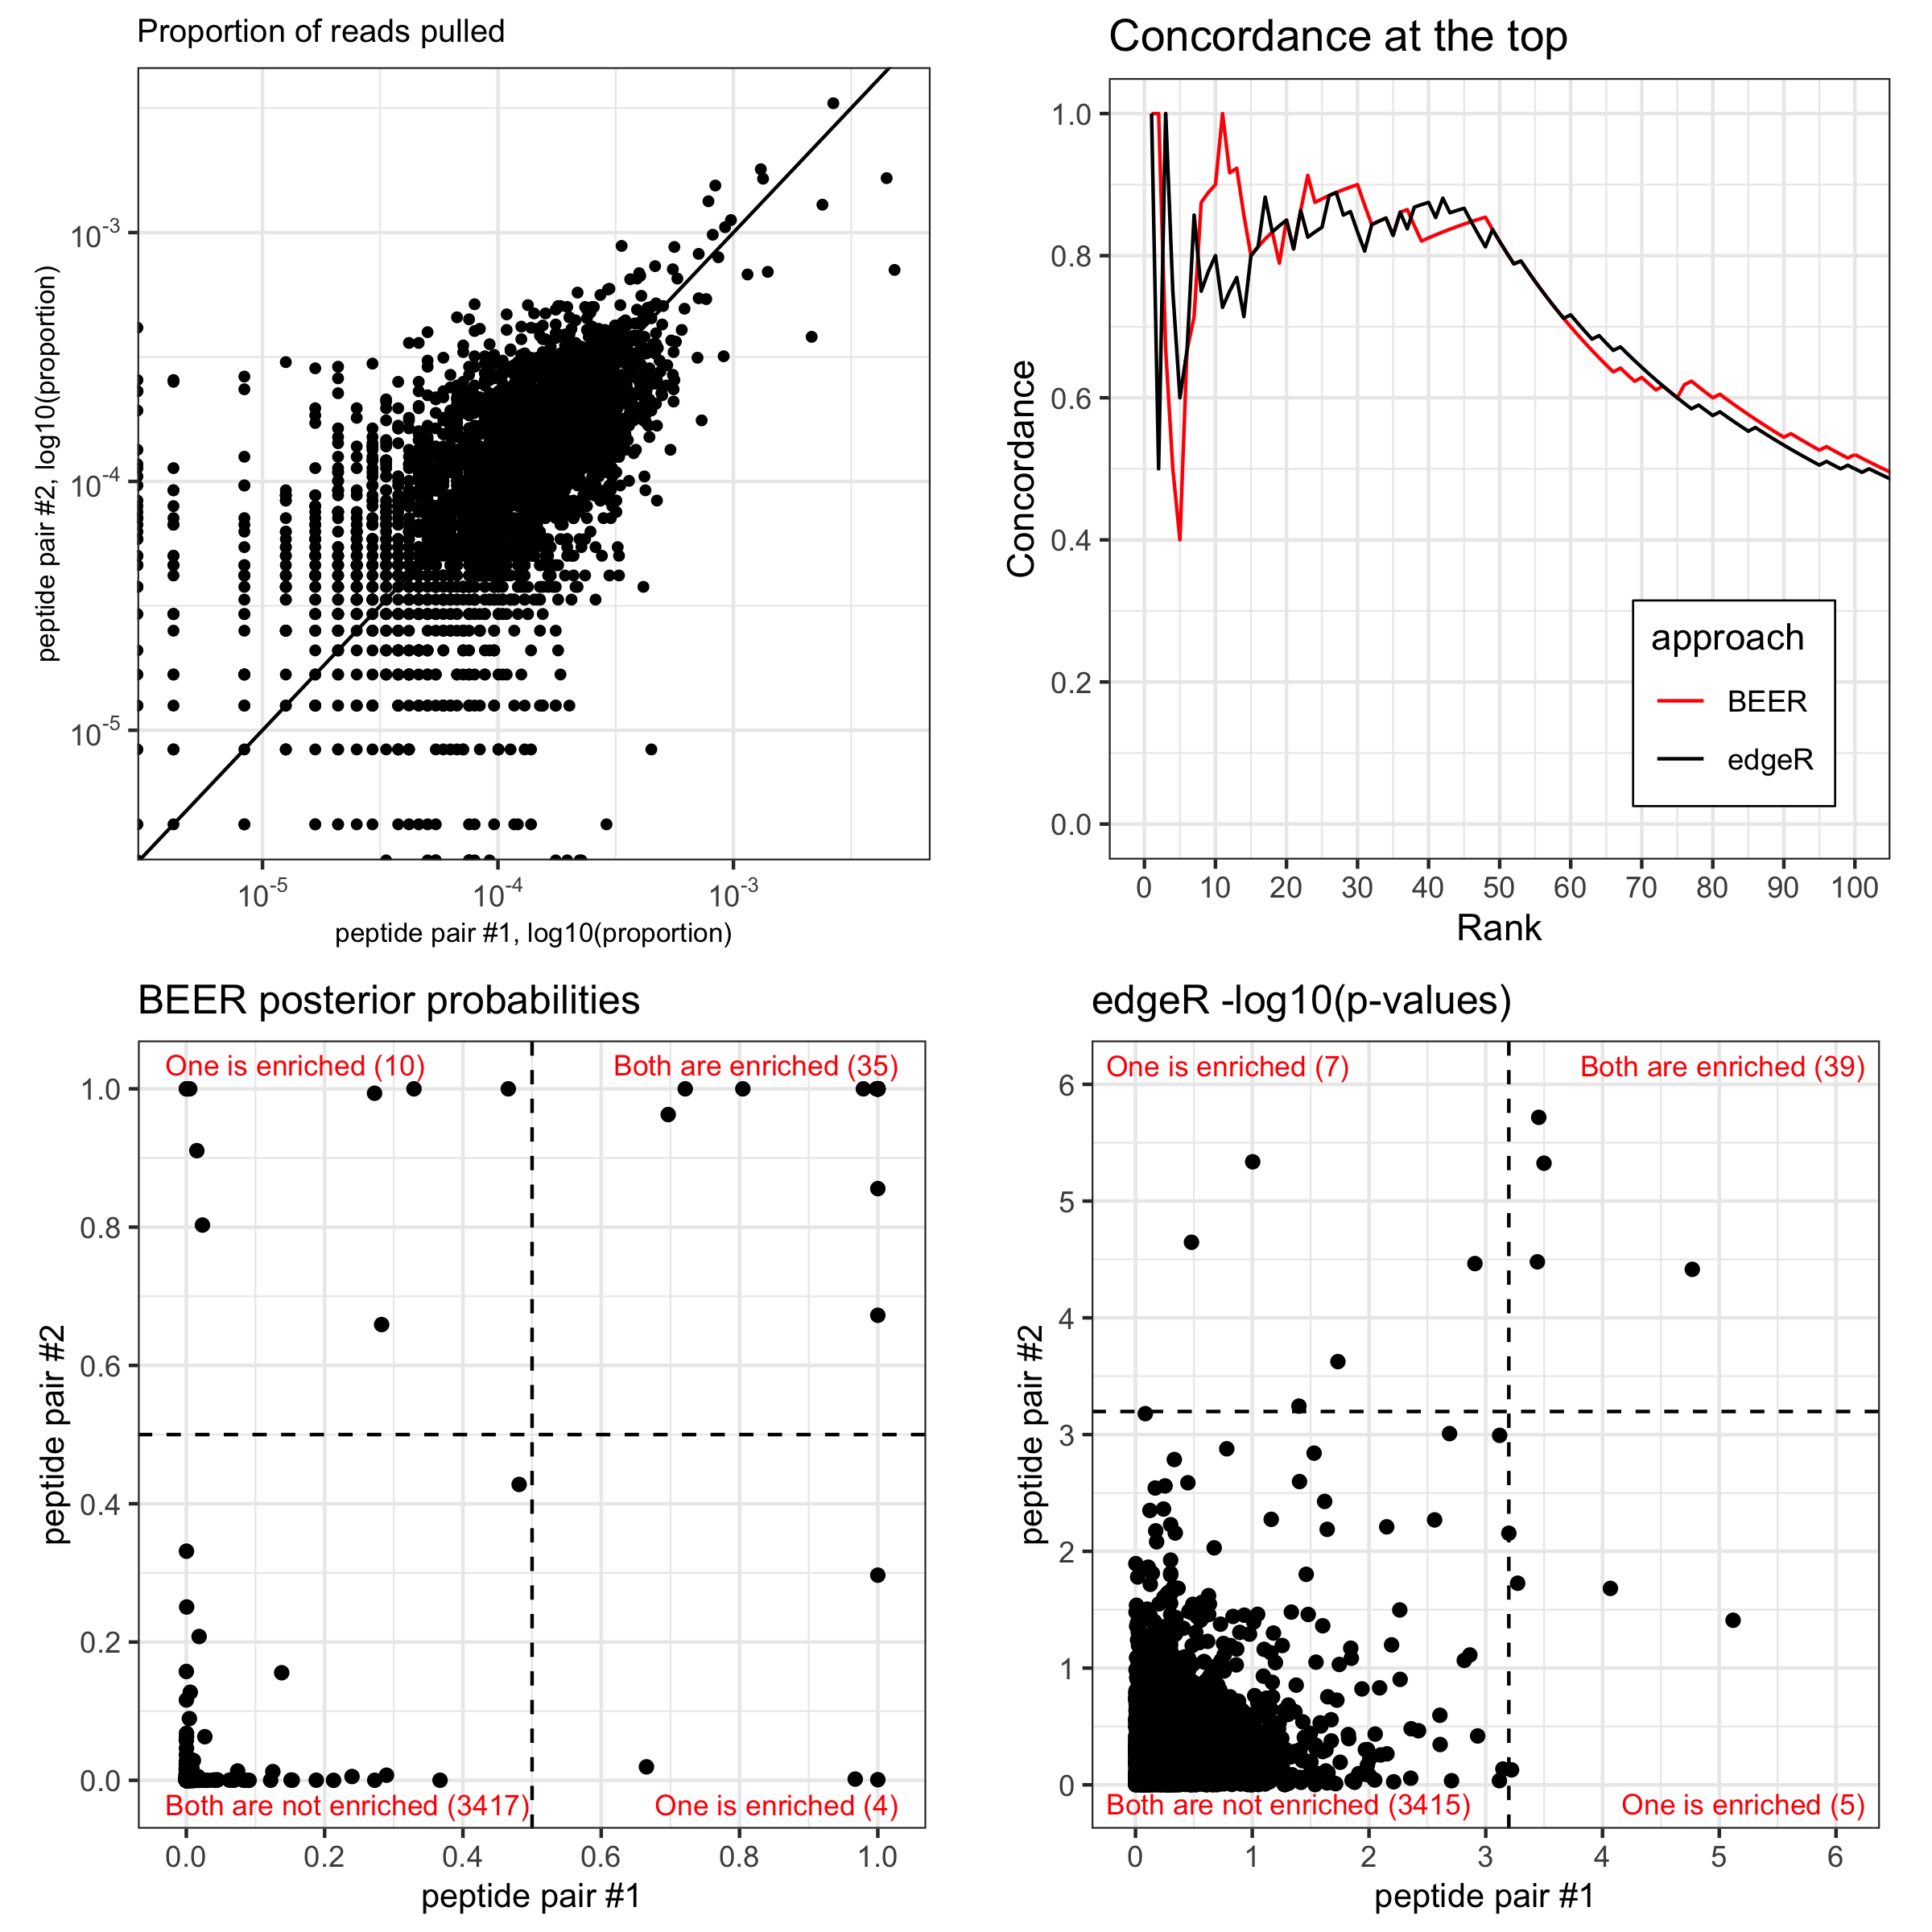 Proportion of reads pulled
10-3
10-4
10-5
peptide pair #2, log10(proportion)
10-5 10-4 10-3
peptide pair #1, log10(proportion)
Concordance at the top
1.0
0.8
0.6
0.4
0.2
0.0
Concordance
approach
BEER
edgeR
0 10 20 30 40 50 60 70 80 90 100
Rank
BEER posterior probabilities
One is enriched (10) Both are enriched (35)
1.0
0.8
0.6
0.4
0.2
0.0
peptide pair #2
Both are not enriched (3417) One is enriched (4)
0.0 0.2 0.4 0.6 0.8 1.0
peptide pair #1
edgeR -log10(p-values)
One is enriched (7) Both are enriched (39)
6
5
4
3
2
1
0
peptide pair #2
Both are not enriched (3415) One is enriched (5)
0 1 2 3 4 5 6
peptide pair #1